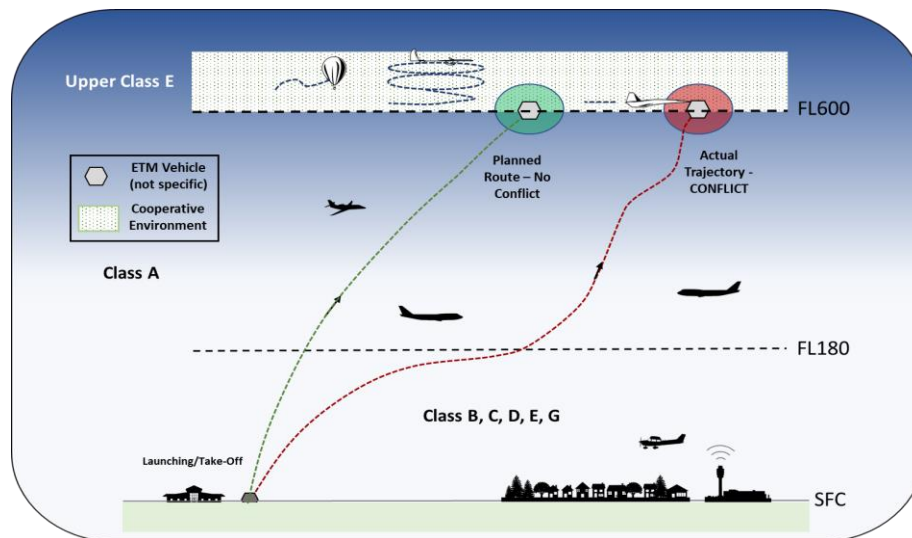 Upper Class E
FL600
ETM Vehicle
(not specific)
Cooperative
Environment
Planned
Route – No
Conflict
Actual
Trajectory -
CONFLICT
Class A
FL180
Class B, C, D, E, G
Launching/Take-Off
SFC